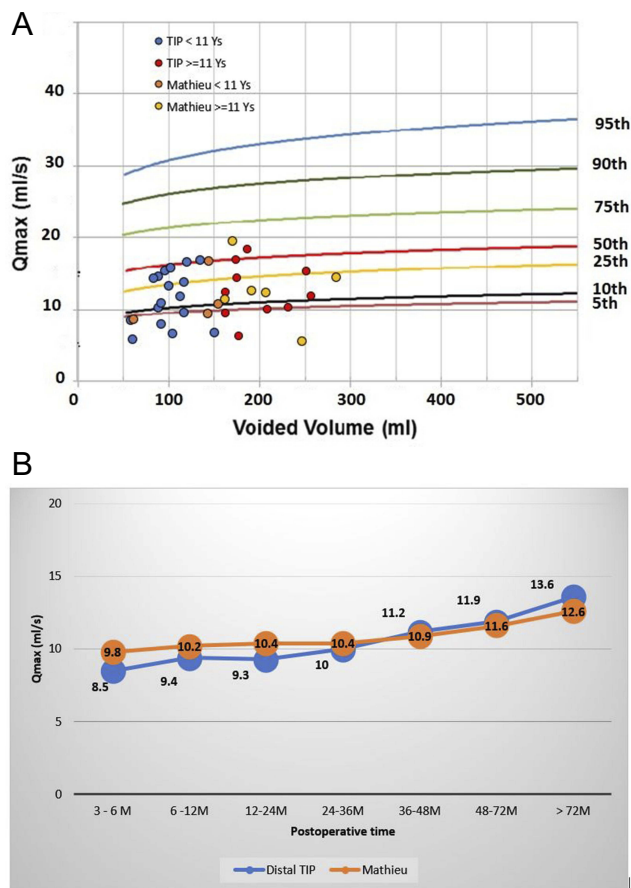 A
TIP < 11 Ys
TIP >=11 Ys
Mathieu < 11 Ys
Mathieu >=11 Ys
40
30
20
10
0
Qmax (ml/s)
95th
90th
75th
50th
25th
10th
5th
0 100 200 300 400 500
Voided Volume (ml)
B
20
15
10
5
0
Qmax (ml/s)
9.8 10.2 10.4 10.4 10.9 11.6 12.6
8.5 9.4 9.3 10 11.2 11.9 13.6
3 - 6 M 6 -12M 12-24M 24-36M 36-48M 48-72M > 72M
Postoperative time
Distal TIP Mathieu